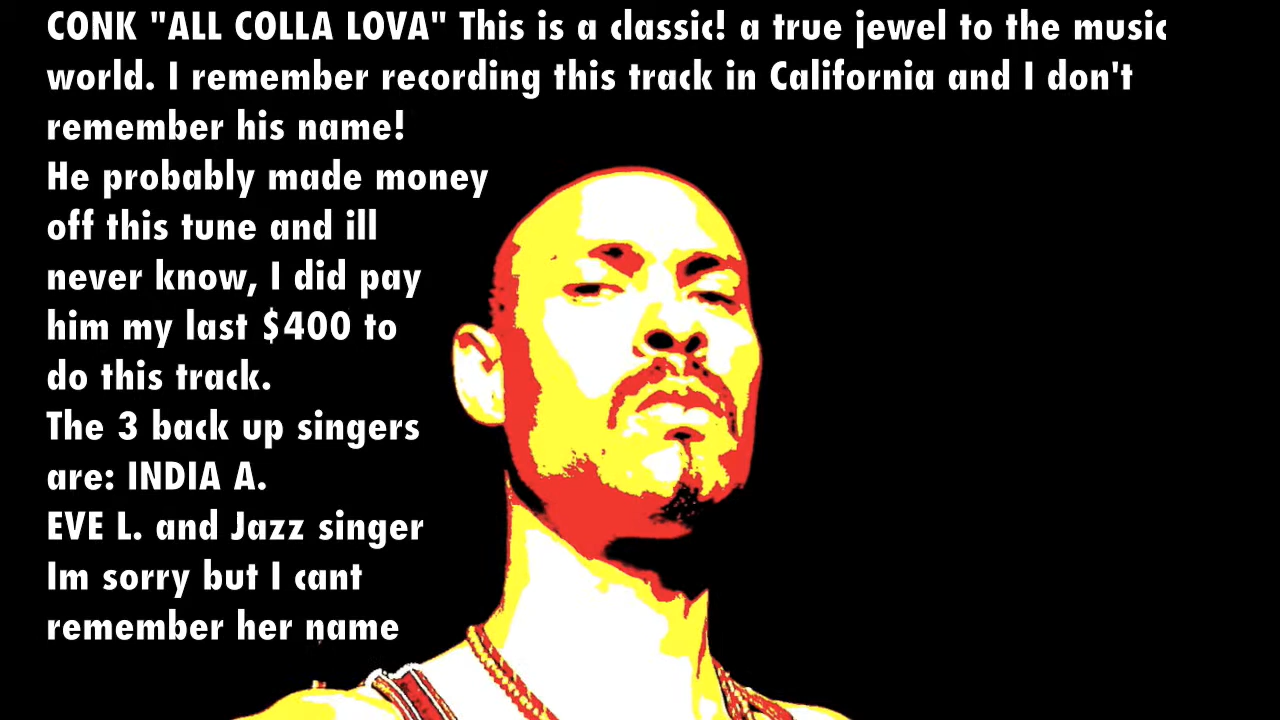 CONK "ALL COLLA LOVA" This is a classic! a true jewel to the music
world. I remember recording this track in California and I don't
remember his name!
He probably made money
off this tune and ill
never know, I did pay
him my last $400 to
do this track.
The 3 back up singers
are: INDIA A.
EVE L. and Jazz singer
Im sorry but I cant
remember her name